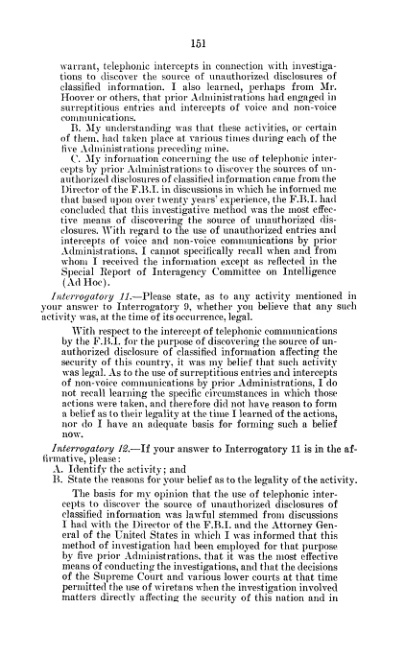 151
warrant, telephonic intercepts in connection with investiga-
tions to discover the source of unauthorized disclosures of
classified information. I also learned, perhaps from Mr.
Hoover or others, that prior Administrations had engaged in
surreptitious entries and intercepts of voice and non-voice
communications.
B. My understanding was that these activities, or certain
of them, had taken place at various times during each of the
five Administrations preceding mine.
C. My information concerning the use of telephonic inter-
cepts by prior Administrations to discover the sources of un-
authorized disclosures of classified information came from the
Director of the F.B.I. in discussions in which he informed me
that based upon over twenty years' experience, the F.B.I. had
concluded that this investigative method was the most effec-
tive means of discovering the source of unauthorized dis-
closures. With regard to the use of unauthorized entries and
intercepts of voice and non-voice communications by prior
Administrations, I cannot specifically recall when and from
whom I received the information except as reflected in the
Special Report of Interagency Committee on Intelligence
(Ad Hoc).
Interrogatory 11.—Please state, as to any activity mentioned in
your answer to Interrogatory 9, whether you believe that any such
activity was, at the time of its occurrence, legal.
With respect to the intercept of telephonic communications
by the F.B.I. for the purpose of discovering the source of un-
authorized disclosure of classified information affecting the
security of this country, it was my belief that such activity
was legal. As to the use of surreptitious entries and intercepts
of non-voice communications by prior Administrations, I do
not recall learning the specific circumstances in which those
actions were taken, and therefore did not have reason to form
a belief as to their legality at the time I learned of the actions,
nor do I have an adequate basis for forming such a belief
now.
Interrogatory 12.—If your answer to Interrogatory 11 is in the af-
firmative, please:
A. Identify the activity; and
B. State the reasons for your belief as to the legality of the activity.
The basis for my opinion that the use of telephonic inter-
cepts to discover the source of unauthorized disclosures of
classified information was lawful stemmed from discussions
I had with the Director of the F.B.I. and the Attorney Gen-
eral of the United States in which I was informed that this
method of investigation had been employed for that purpose
by five prior Administrations, that it was the most effective
means of conducting the investigations, and that the decisions
of the Supreme Court and various lower courts at that time
permitted the use of wiretaps when the investigation involved
matters directly affecting the security of this nation and in